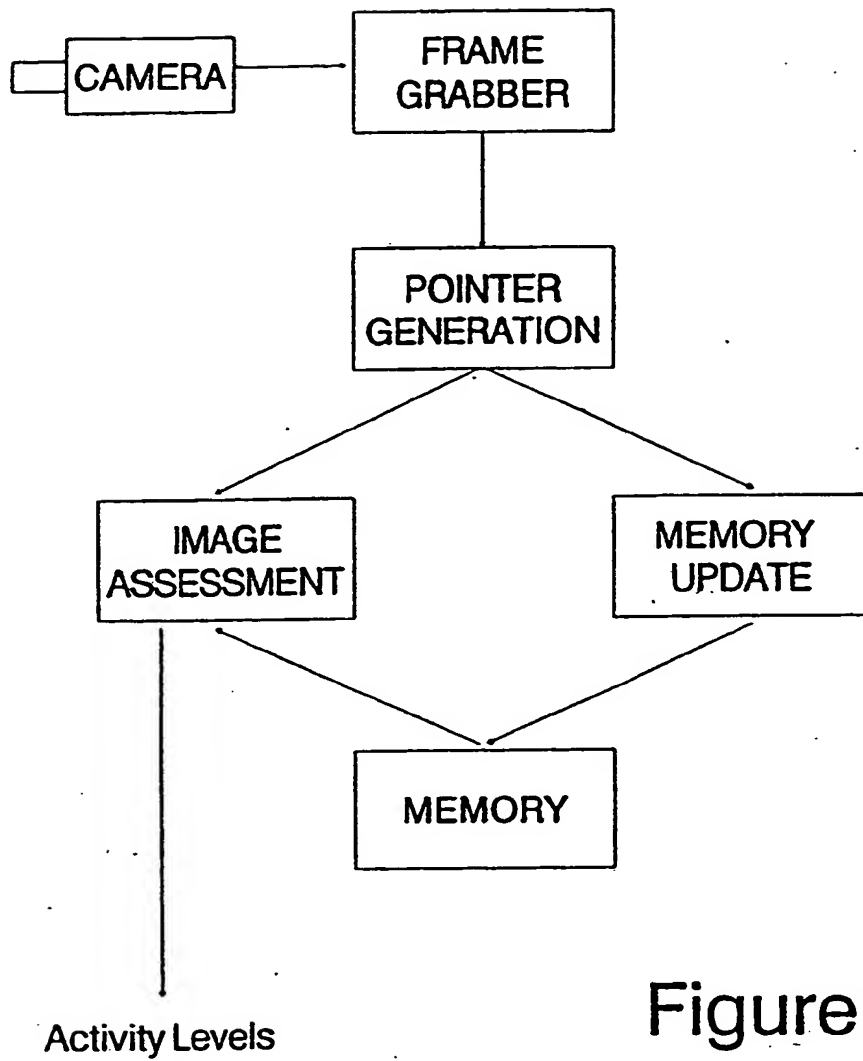 CAMERA
FRAME
GRABBER
POINTER
GENERATION
IMAGE
ASSESSMENT
MEMORY
UPDATE
MEMORY
Activity Levels
Figure